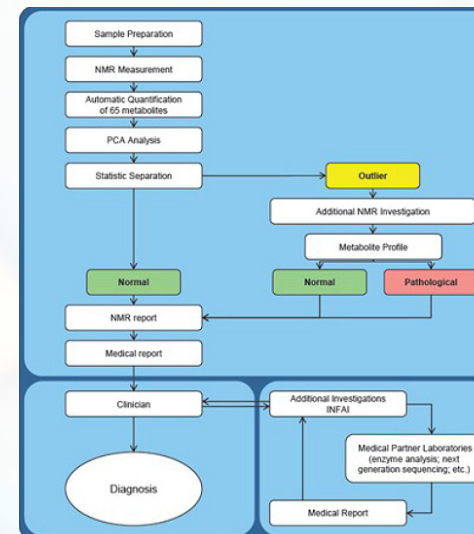 Sample Preparation
NMR Measurement
Automatic Quantification
of 65 metabolites
PCA Analysis
Statistic Separation
Outlier
Additional NMR Investigation
Metabolite Profile
Normal
Normal
Pathological
NMR report
Medical report
Clinician
Additional Investigations
INFAI
Medical Partner Laboratories
(enzyme analysis; next
generation sequencing; etc.)
Diagnosis
Medical Report